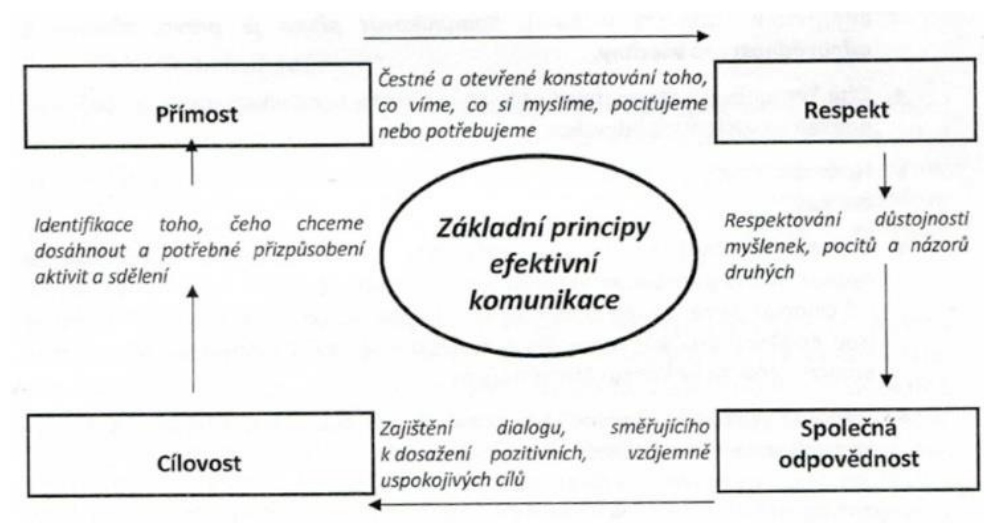 Přímost
Čestné a otevřené konstatování toho,
co víme, co si myslíme, pociťujeme
nebo potřebujeme
Respekt
Identifikace toho, čeho chceme
dosáhnout a potřebné přizpůsobení
aktivit a sdělení
Základní principy
efektivní
komunikace
Respektování důstojnosti
myšlenek, pocitů a názorů
druhých
Cílovost
Zajištění dialogu, směřujícího
k dosažení pozitivních, vzájemně
uspokojivých cílů
Společná
odpovědnost